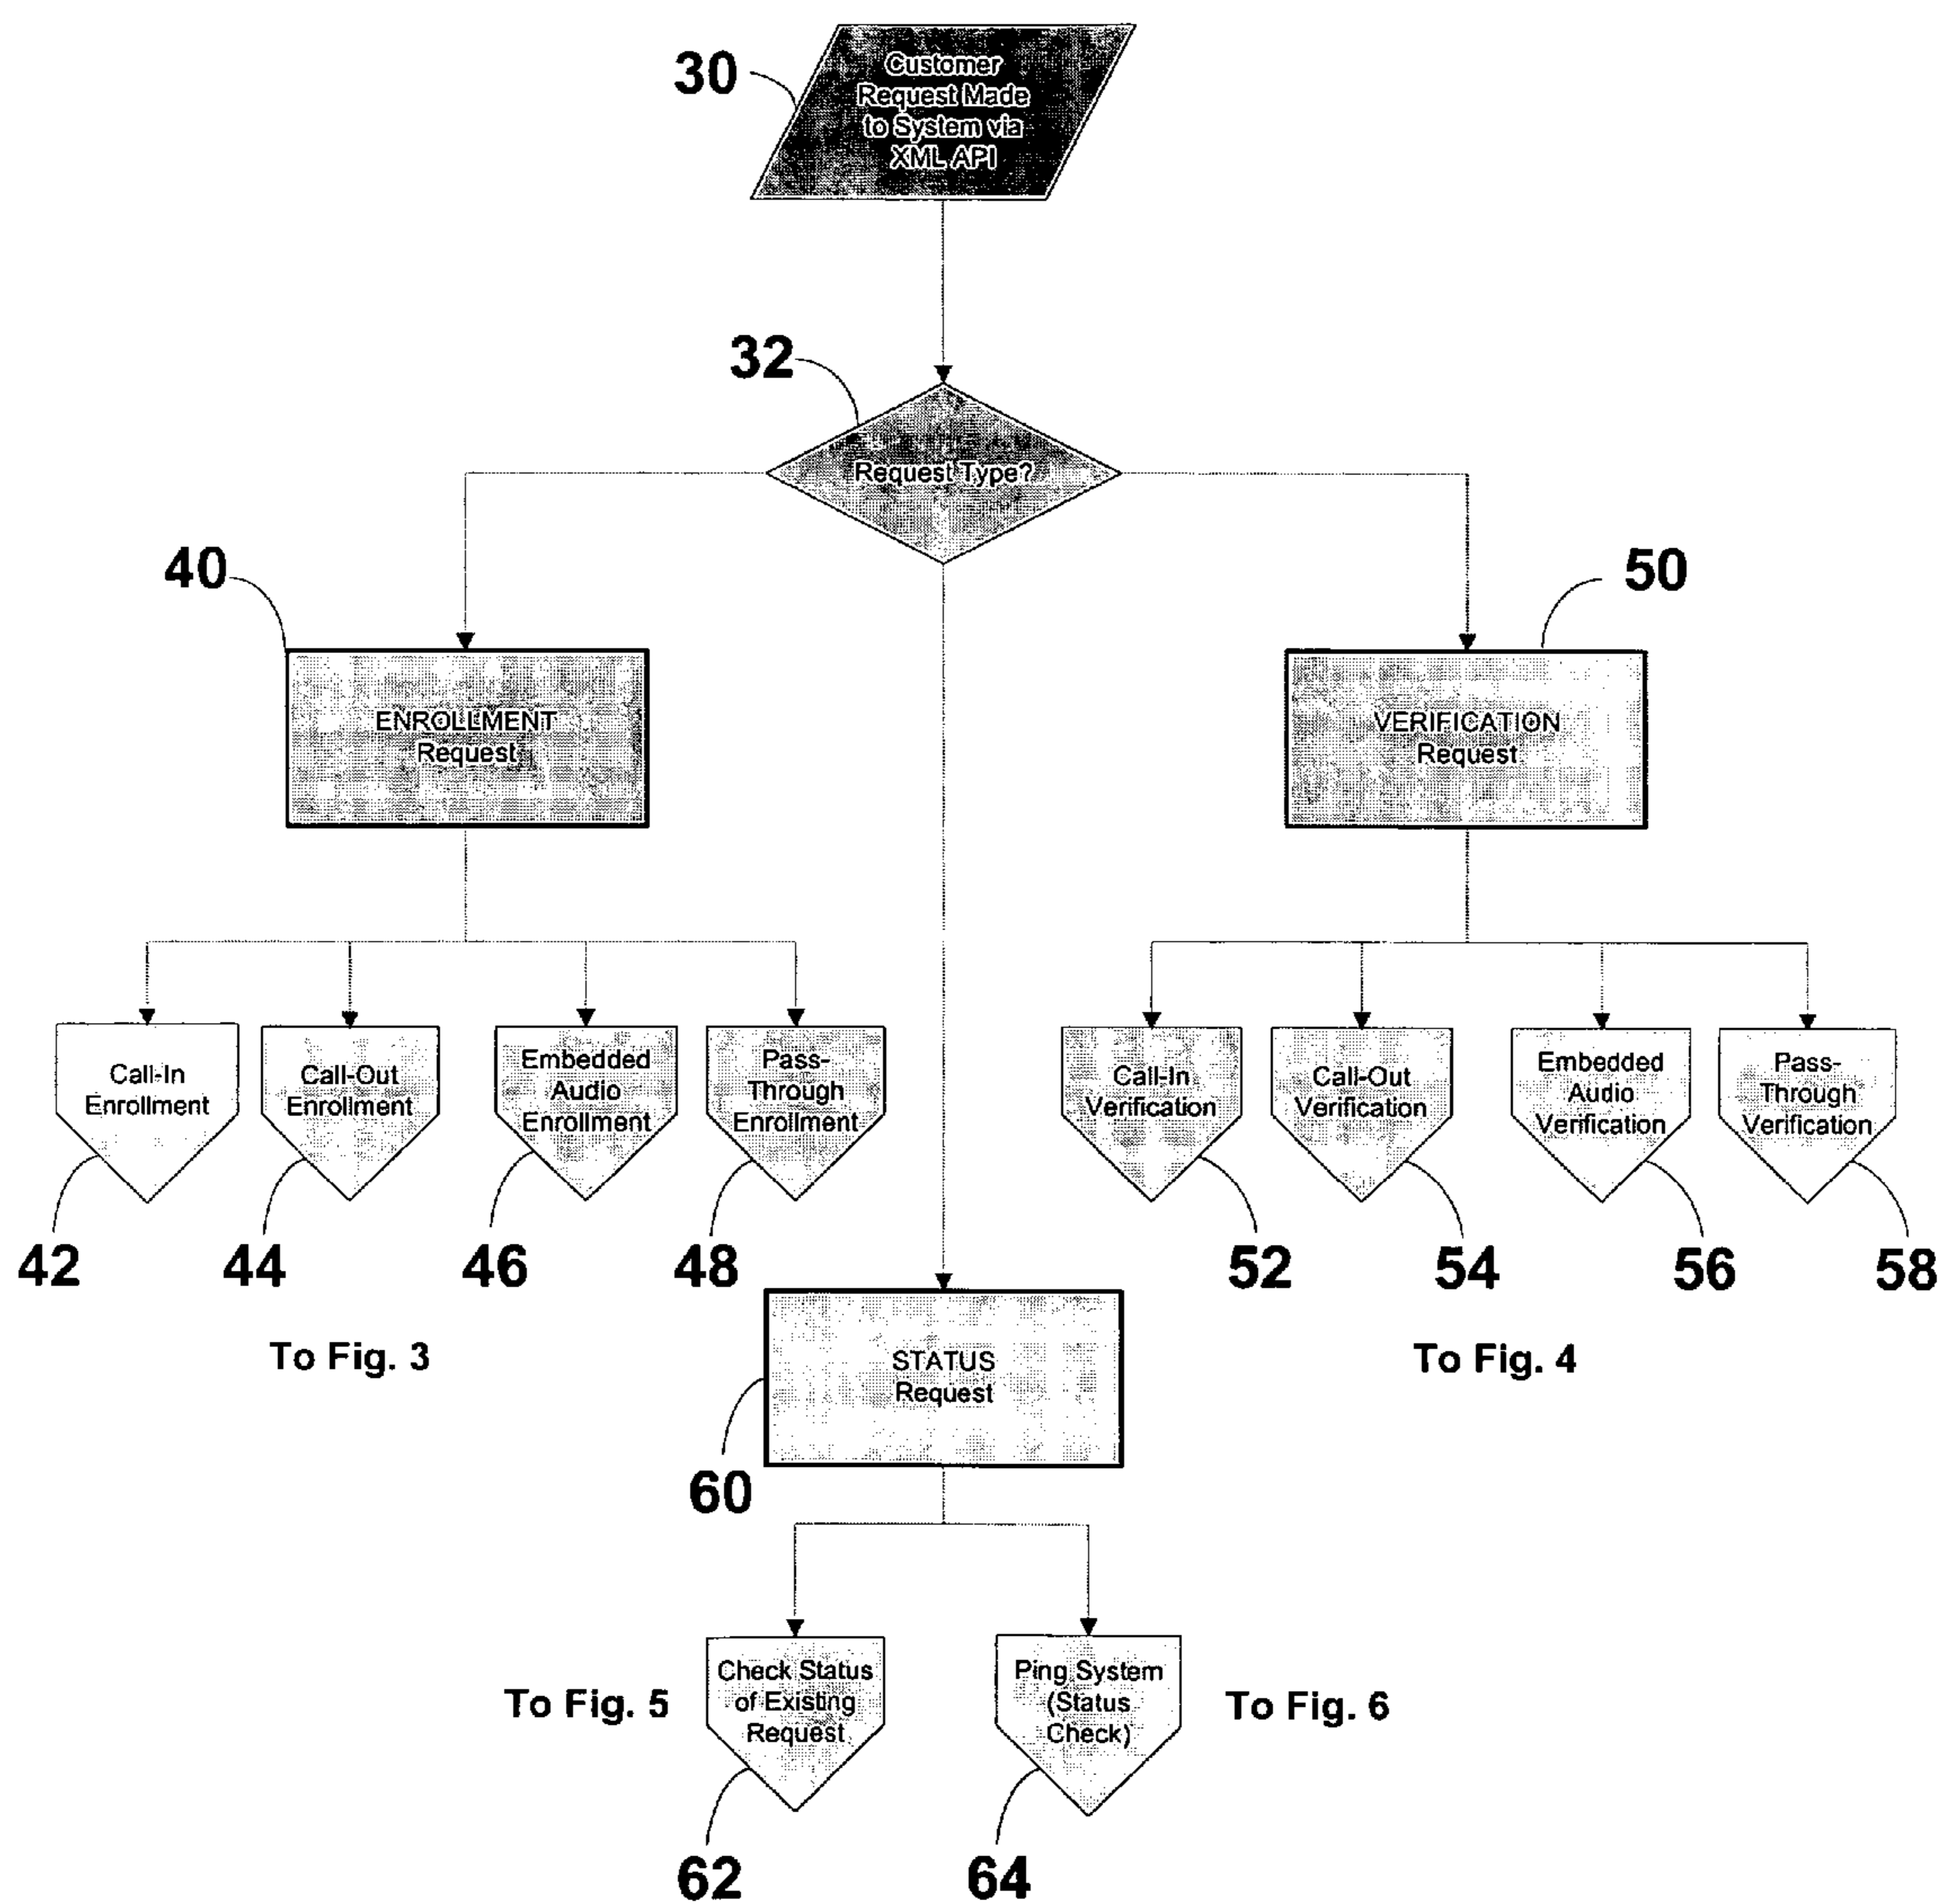 30
Customer
Request Made
to System via
XML API
32
Request Type?
40
ENROLLMENT
Request
50
VERIFICATION
Request
Call-In
Enrollment
Call-Out
Enrollment
Embedded
Audio
Enrollment
Pass-
Through
Enrollment
Call-In
Verification
Call-Out
Verification
Embedded
Audio
Verification
Pass-
Through
Verification
42
44
46
48
52
54
56
58
To Fig. 3
To Fig. 4
STATUS
Request
60
To Fig. 5
Check Status
of Existing
Request
Ping System
(Status
Check)
To Fig. 6
62
64